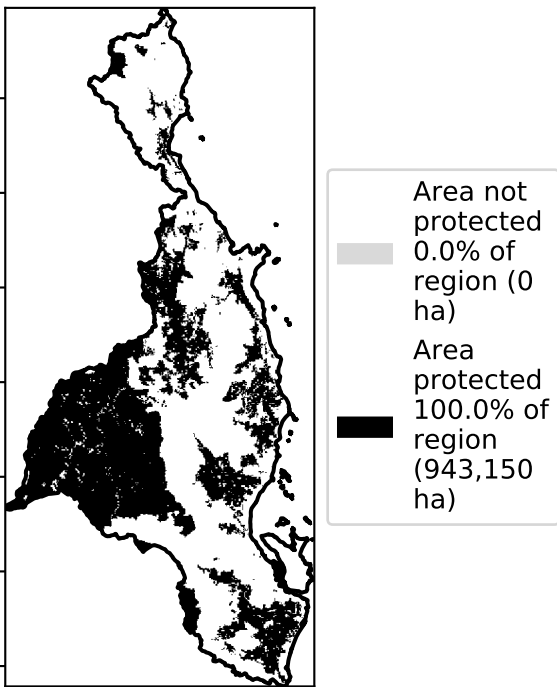 Area not
protected
0.0% of
region (0
ha)
Area
protected
100.0% of
region
(943,150
ha)